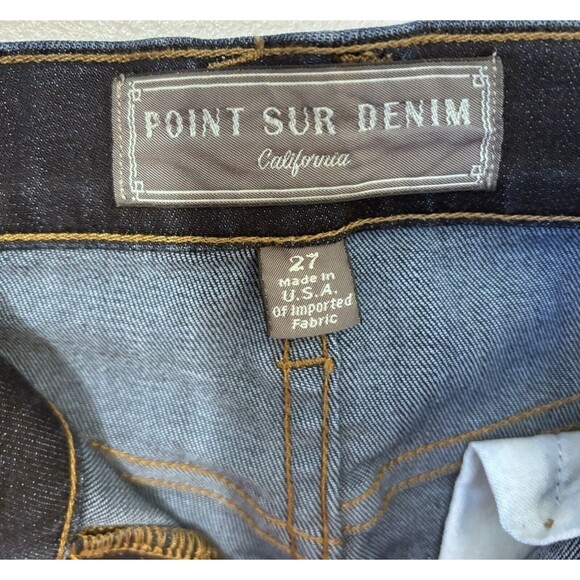 POINT SUR DENIM
California
27
Made in
U.S.A.
Of Imported
Fabric